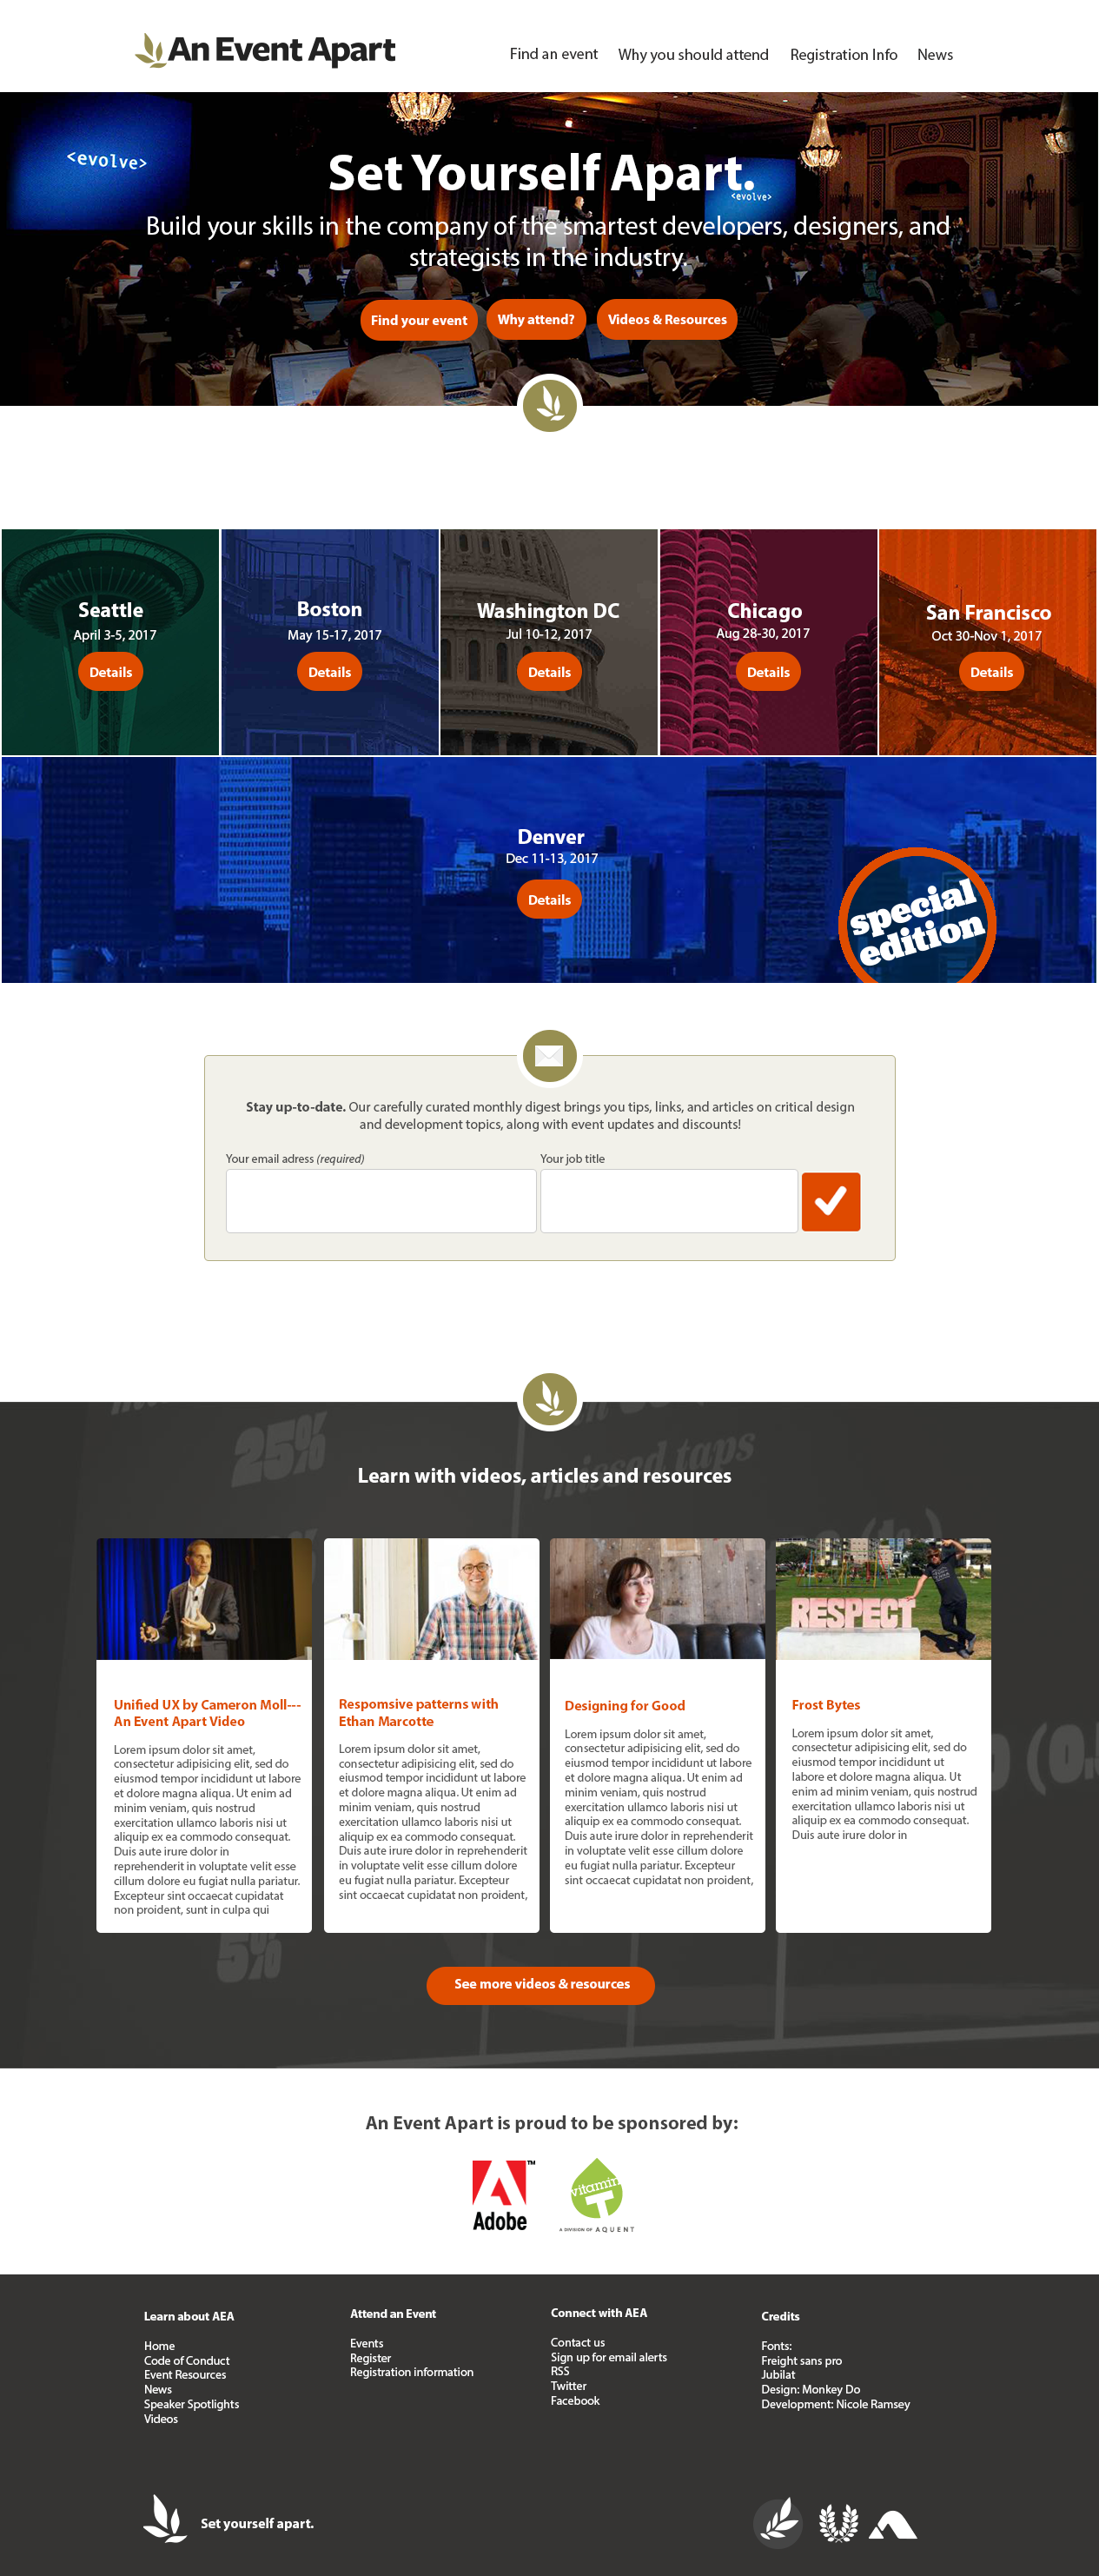 An Event Apart
Find an event Why you should attend Registration Info News
<evolve>
Set Yourself Apart.
<evolve>
Build your skills in the company of the smartest developers, designers, and
strategists in the industry.
Find your event Why attend? Videos & Resources
Seattle
April 3-5, 2017
Details
Boston
May 15-17, 2017
Details
Washington DC
Jul 10-12, 2017
Details
Chicago
Aug 28-30, 2017
Details
San Francisco
Oct 30-Nov 1, 2017
Details
Denver
Dec 11-13, 2017
Details
special
edition
Stay up-to-date. Our carefully curated monthly digest brings you tips, links, and articles on critical design
and development topics, along with event updates and discounts!
Your email adress (required)
Your job title
25%
missed taps
Learn with videos, articles and resources
RESPECT
Unified UX by Cameron Moll---
An Event Apart Video
Lorem ipsum dolor sit amet,
consectetur adipisicing elit, sed do
eiusmod tempor incididunt ut labore
et dolore magna aliqua. Ut enim ad
minim veniam, quis nostrud
exercitation ullamco laboris nisi ut
aliquip ex ea commodo consequat.
Duis aute irure dolor in
reprehenderit in voluptate velit esse
cillum dolore eu fugiat nulla pariatur.
Excepteur sint occaecat cupidatat
non proident, sunt in culpa qui
Respomsive patterns with
Ethan Marcotte
Lorem ipsum dolor sit amet,
consectetur adipisicing elit, sed do
eiusmod tempor incididunt ut labore
et dolore magna aliqua. Ut enim ad
minim veniam, quis nostrud
exercitation ullamco laboris nisi ut
aliquip ex ea commodo consequat.
Duis aute irure dolor in reprehenderit
in voluptate velit esse cillum dolore
eu fugiat nulla pariatur. Excepteur
sint occaecat cupidatat non proident,
Designing for Good
Lorem ipsum dolor sit amet,
consectetur adipisicing elit, sed do
eiusmod tempor incididunt ut labore
et dolore magna aliqua. Ut enim ad
minim veniam, quis nostrud
exercitation ullamco laboris nisi ut
aliquip ex ea commodo consequat.
Duis aute irure dolor in reprehenderit
in voluptate velit esse cillum dolore
eu fugiat nulla pariatur. Excepteur
sint occaecat cupidatat non proident,
Frost Bytes
Lorem ipsum dolor sit amet,
consectetur adipisicing elit, sed do
eiusmod tempor incididunt ut
labore et dolore magna aliqua. Ut
enim ad minim veniam, quis nostrud
exercitation ullamco laboris nisi ut
aliquip ex ea commodo consequat.
Duis aute irure dolor in
5%
See more videos & resources
An Event Apart is proud to be sponsored by:
Adobe TM
vitamin T
A DIVISION OF AQUENT
Learn about AEA
Home
Code of Conduct
Event Resources
News
Speaker Spotlights
Videos
Attend an Event
Events
Register
Registration information
Connect with AEA
Contact us
Sign up for email alerts
RSS
Twitter
Facebook
Credits
Fonts:
Freight sans pro
Jubilat
Design: Monkey Do
Development: Nicole Ramsey
Set yourself apart.